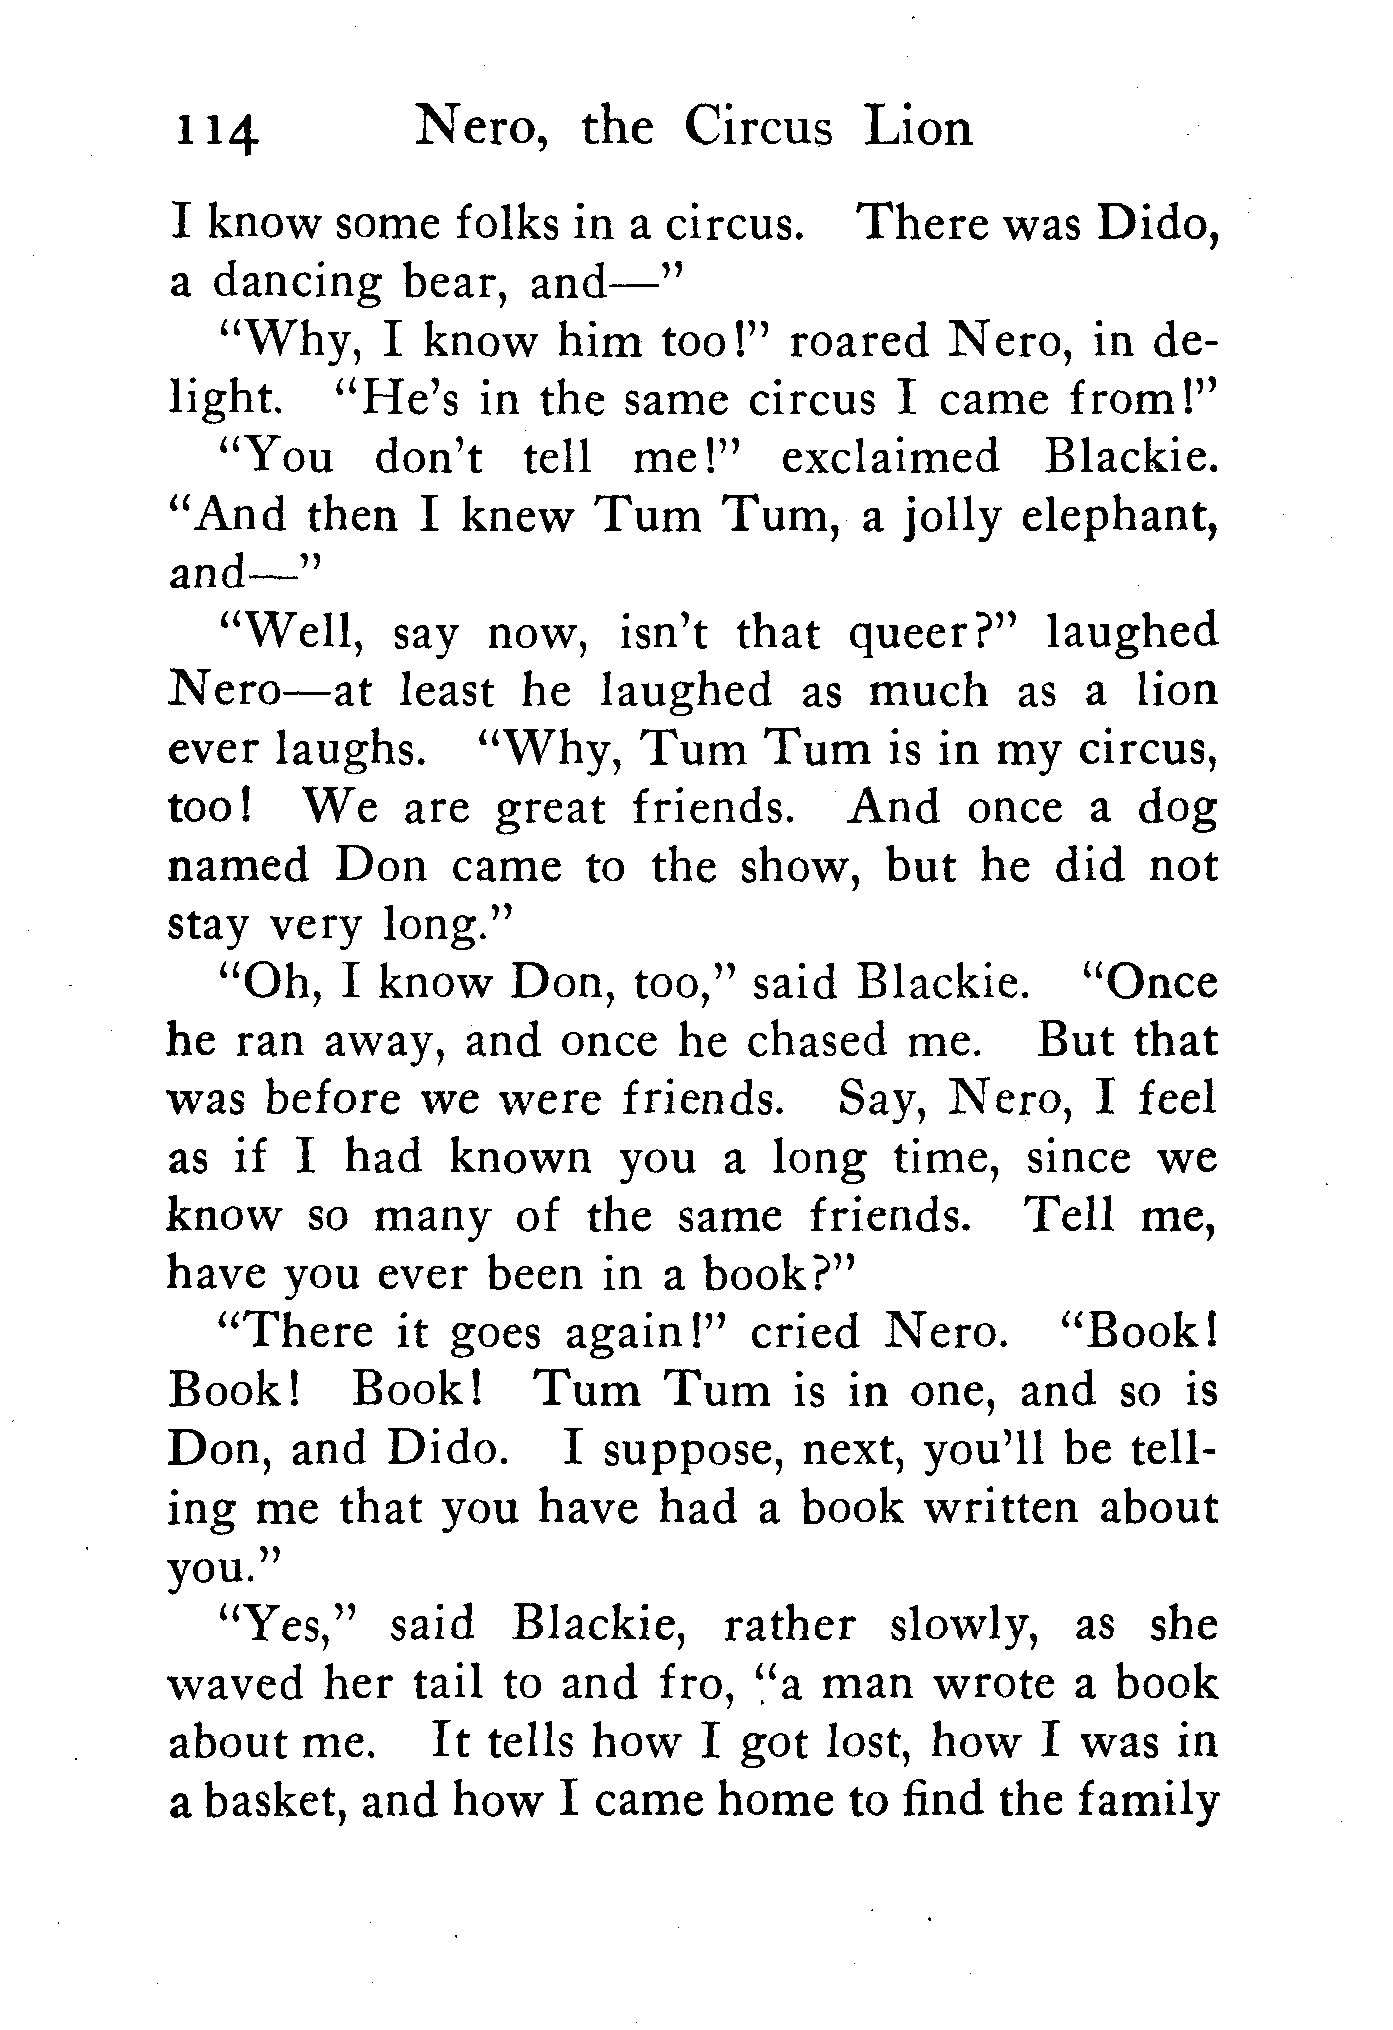 114 Nero, the Circus Lion
I know some folks in a circus. There was Dido,
a dancing bear, and—”
“Why, I know him too!” roared Nero, in de-
light. “He’s in the same circus I came from!”
“You don’t tell me!” exclaimed Blackie.
“And then I knew Tum Tum, a jolly elephant,
and—”
“Well, say now, isn’t that queer?” laughed
Nero—at least he laughed as much as a lion
ever laughs. “Why, Tum Tum is in my circus,
too! We are great friends. And once a dog
named Don came to the show, but he did not
stay very long.”
“Oh, I know Don, too,” said Blackie. “Once
he ran away, and once he chased me. But that
was before we were friends. Say, Nero, I feel
as if I had known you a long time, since we
know so many of the same friends. Tell me,
have you ever been in a book?”
“There it goes again!” cried Nero. “Book!
Book! Book! Tum Tum is in one, and so is
Don, and Dido. I suppose, next, you’ll be tell-
ing me that you have had a book written about
you.”
“Yes,” said Blackie, rather slowly, as she
waved her tail to and fro, “a man wrote a book
about me. It tells how I got lost, how I was in
a basket, and how I came home to find the family